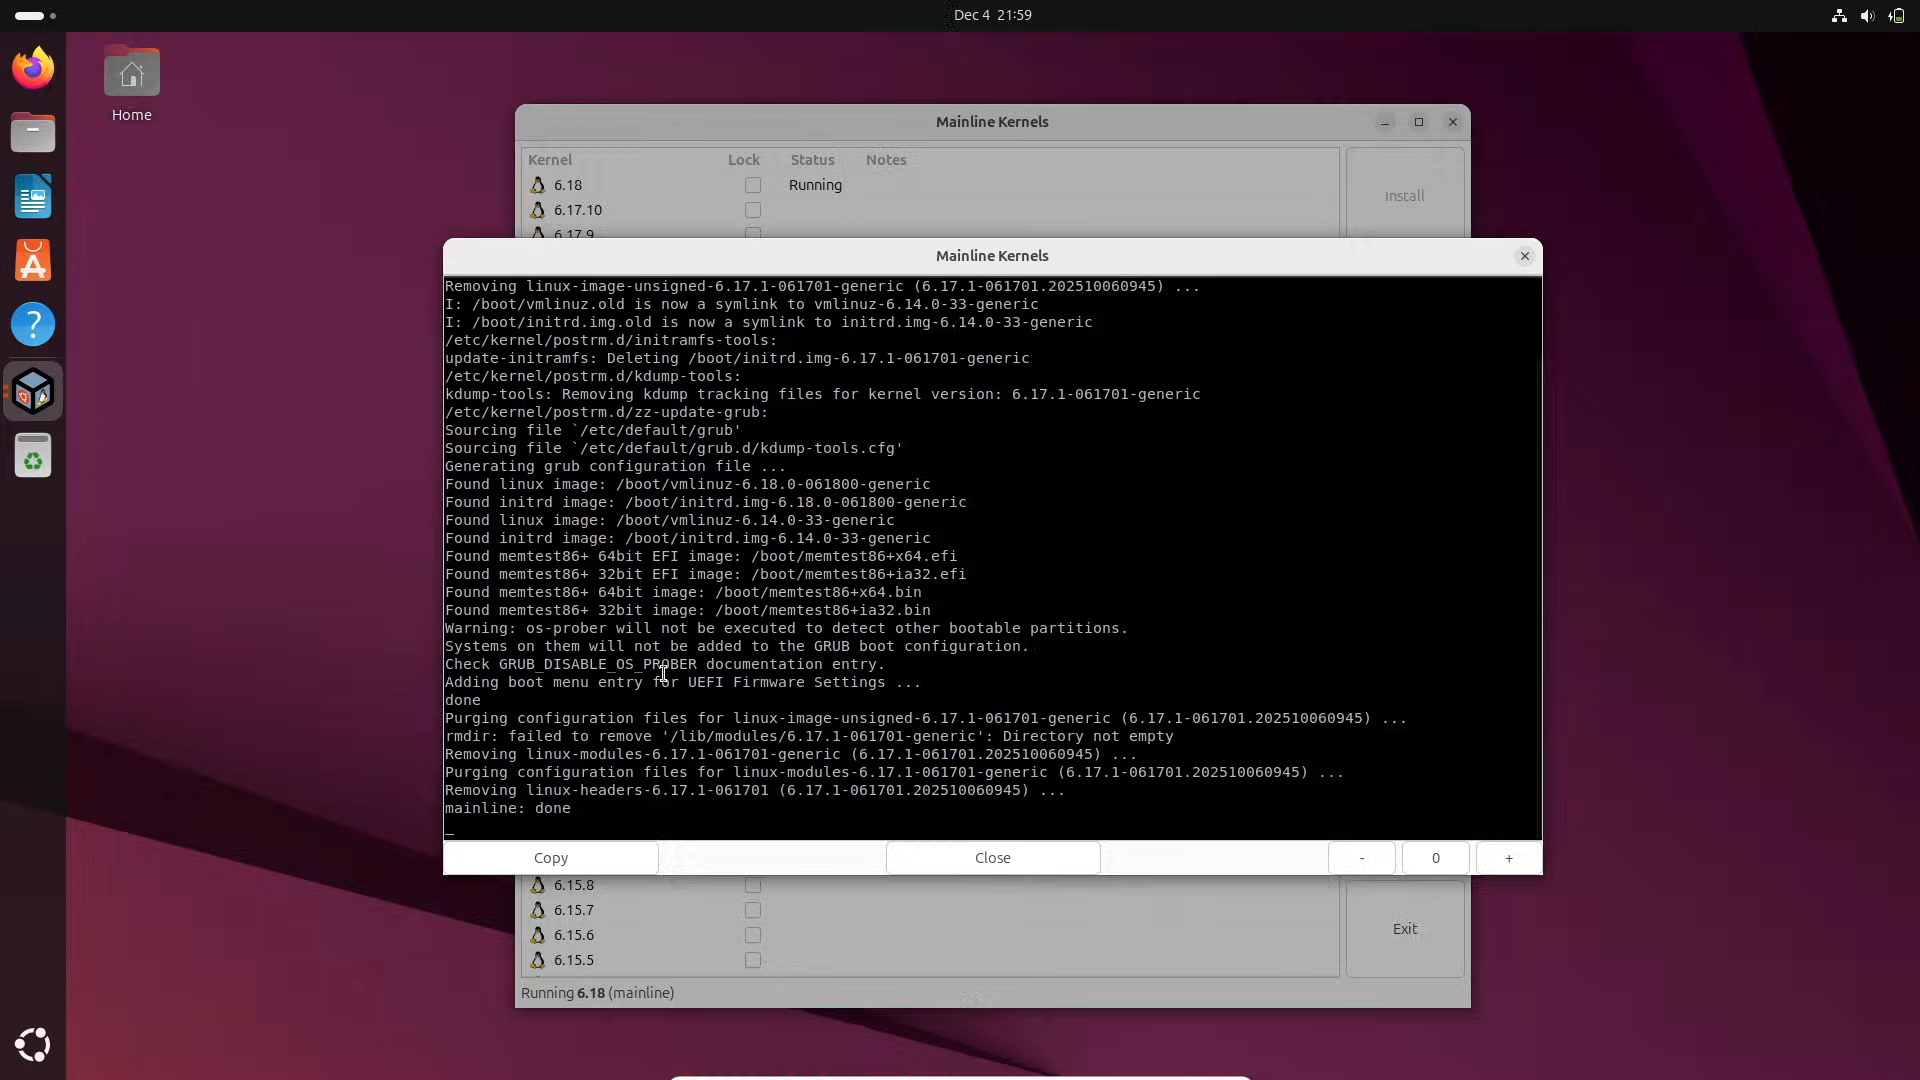 Dec 4 21:59
Home
Mainline Kernels
Kernel Lock Status Notes
6.18 Running
6.17.10
6.17.9
Install
Mainline Kernels
Removing linux-image-unsigned-6.17.1-061701-generic (6.17.1-061701.202510060945) ...
I: /boot/vmlinuz.old is now a symlink to vmlinuz-6.14.0-33-generic
I: /boot/initrd.img.old is now a symlink to initrd.img-6.14.0-33-generic
/etc/kernel/postrm.d/initramfs-tools:
update-initramfs: Deleting /boot/initrd.img-6.17.1-061701-generic
/etc/kernel/postrm.d/kdump-tools:
kdump-tools: Removing kdump tracking files for kernel version: 6.17.1-061701-generic
/etc/kernel/postrm.d/zz-update-grub:
Sourcing file `/etc/default/grub'
Sourcing file `/etc/default/grub.d/kdump-tools.cfg'
Generating grub configuration file ...
Found linux image: /boot/vmlinuz-6.18.0-061800-generic
Found initrd image: /boot/initrd.img-6.18.0-061800-generic
Found linux image: /boot/vmlinuz-6.14.0-33-generic
Found initrd image: /boot/initrd.img-6.14.0-33-generic
Found memtest86+ 64bit EFI image: /boot/memtest86+x64.efi
Found memtest86+ 32bit EFI image: /boot/memtest86+ia32.efi
Found memtest86+ 64bit image: /boot/memtest86+x64.bin
Found memtest86+ 32bit image: /boot/memtest86+ia32.bin
Warning: os-prober will not be executed to detect other bootable partitions.
Systems on them will not be added to the GRUB boot configuration.
Check GRUB_DISABLE_OS_PROBER documentation entry.
Adding boot menu entry for UEFI Firmware Settings ...
done
Purging configuration files for linux-image-unsigned-6.17.1-061701-generic (6.17.1-061701.202510060945) ...
rmdir: failed to remove '/lib/modules/6.17.1-061701-generic': Directory not empty
Removing linux-modules-6.17.1-061701-generic (6.17.1-061701.202510060945) ...
Purging configuration files for linux-modules-6.17.1-061701-generic (6.17.1-061701.202510060945) ...
Removing linux-headers-6.17.1-061701 (6.17.1-061701.202510060945) ...
mainline: done
_
Copy Close - 0 +
6.15.8
6.15.7
6.15.6
6.15.5
Exit
Running 6.18 (mainline)